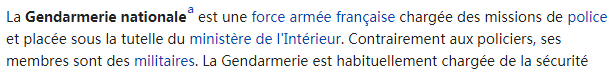 La Gendarmerie nationale a est une force armée française chargée des missions de police
et placée sous la tutelle du ministère de l'Intérieur. Contrairement aux policiers, ses
membres sont des militaires. La Gendarmerie est habituellement chargée de la sécurité